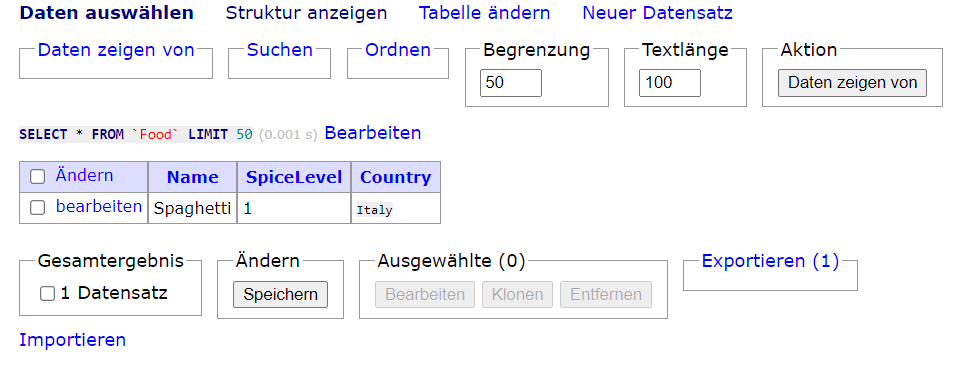 Daten auswählen Struktur anzeigen Tabelle ändern Neuer Datensatz
Daten zeigen von Suchen Ordnen Begrenzung Textlänge Aktion
50 100 Daten zeigen von
SELECT * FROM `Food` LIMIT 50 (0.001 s) Bearbeiten
Ändern Name SpiceLevel Country
bearbeiten Spaghetti 1 Italy
Gesamtergebnis Ändern Ausgewählte (0) Exportieren (1)
1 Datensatz Speichern Bearbeiten Klonen Entfernen
Importieren